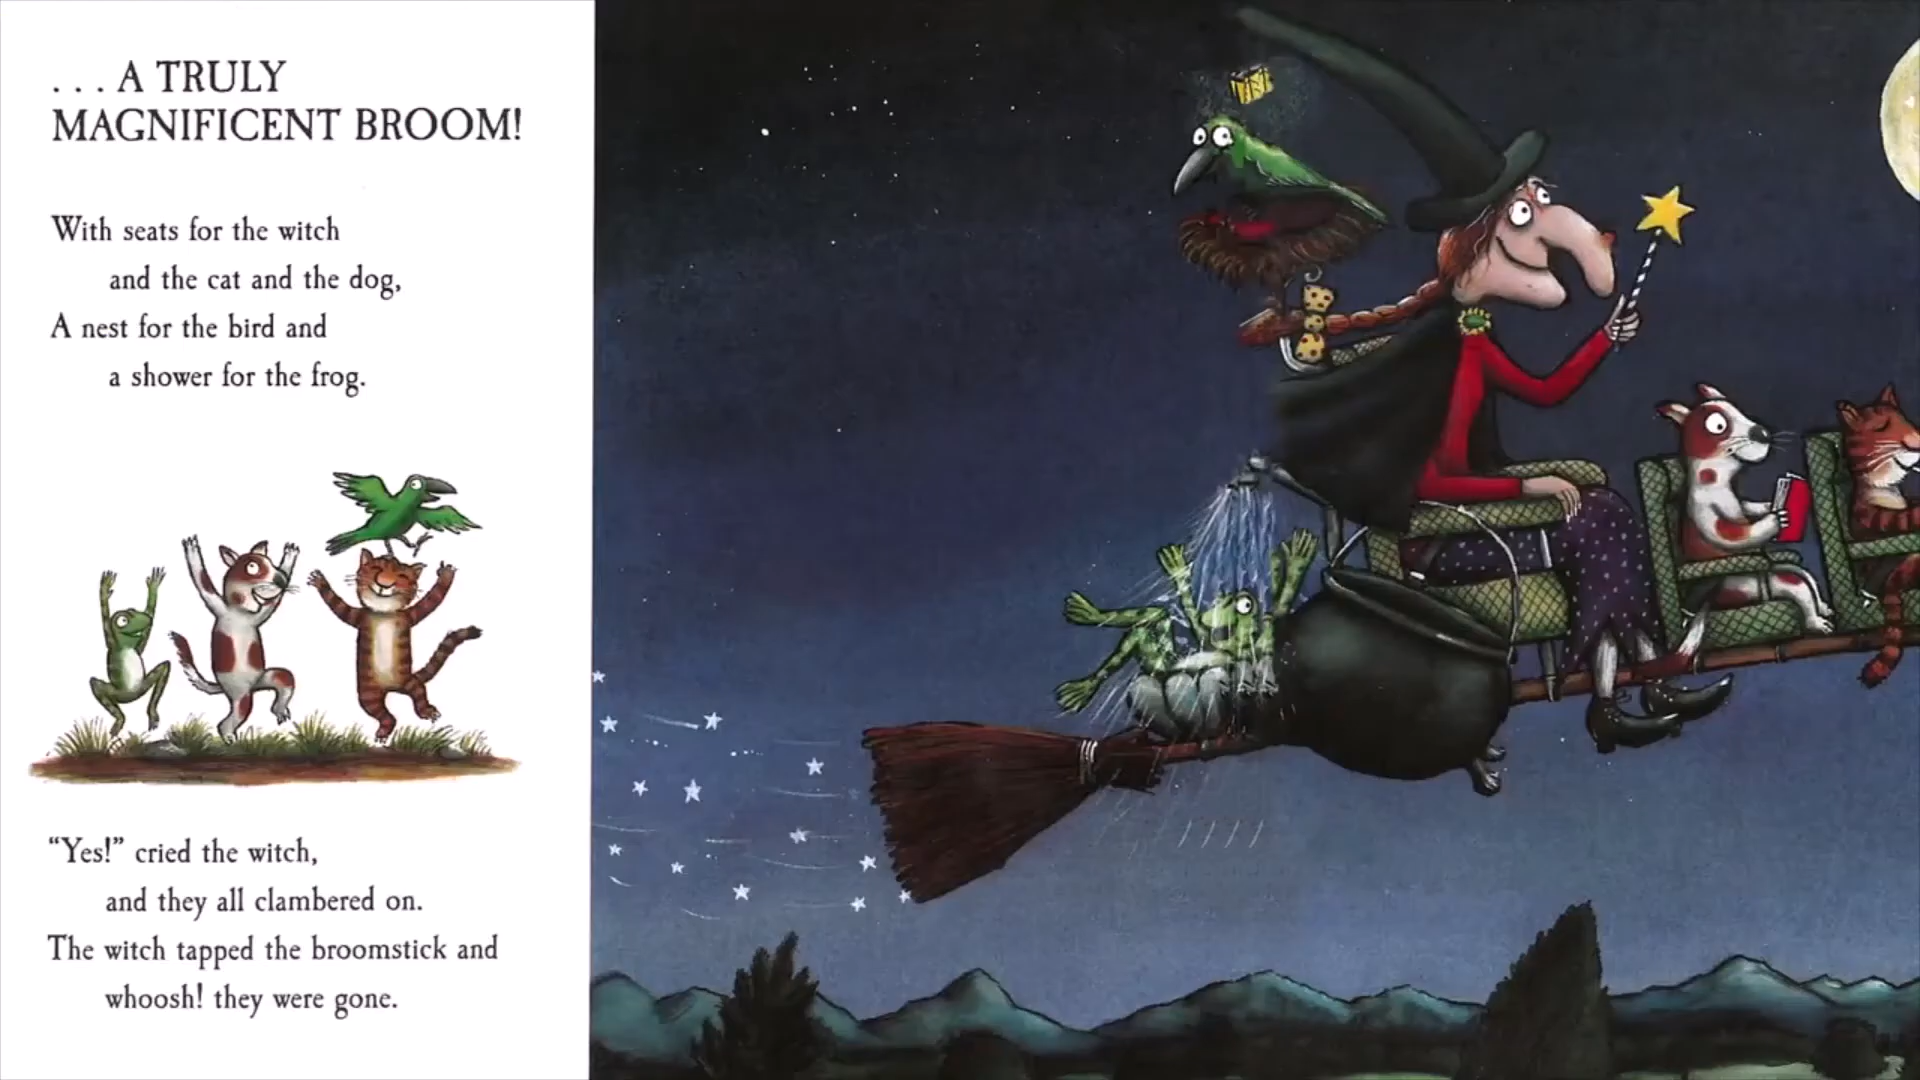 . . . A TRULY
MAGNIFICENT BROOM!
With seats for the witch
and the cat and the dog,
A nest for the bird and
a shower for the frog.
“Yes!” cried the witch,
and they all clambered on.
The witch tapped the broomstick and
whoosh! they were gone.